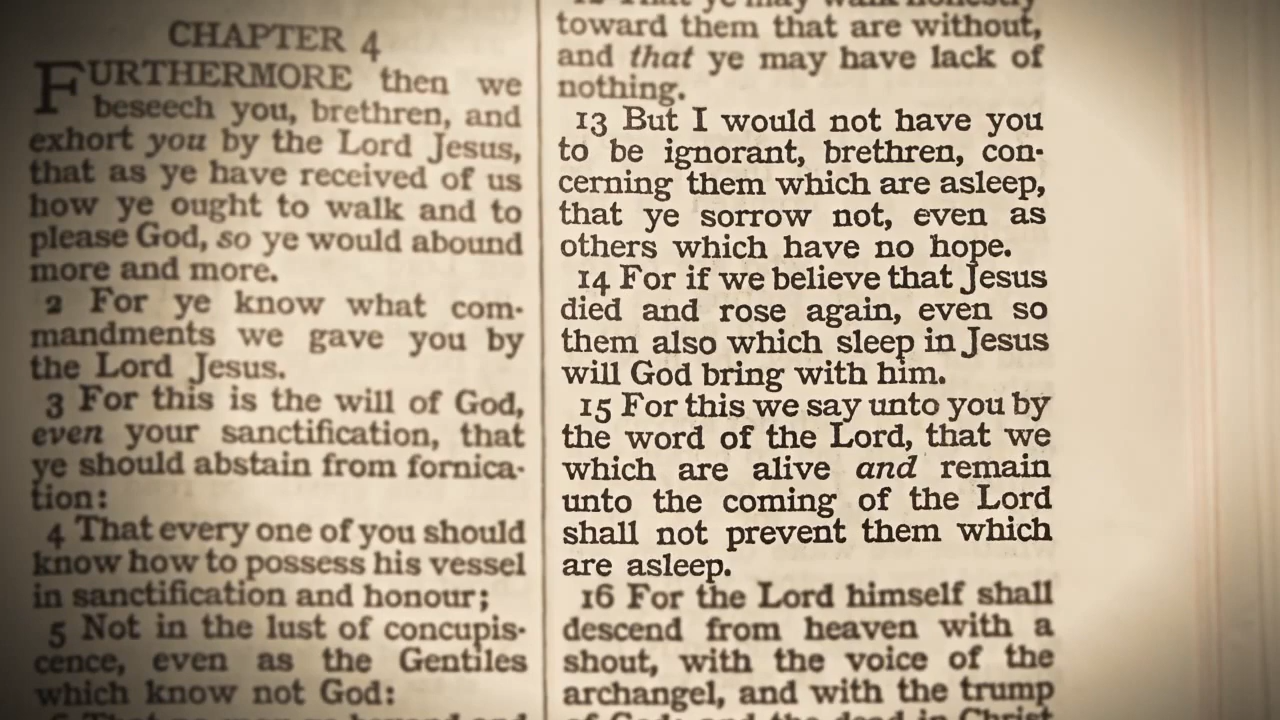 CHAPTER 4
FURTHERMORE then we
beseech you, brethren, and
exhort you by the Lord Jesus,
that as ye have received of us
how ye ought to walk and to
please God, so ye would abound
more and more.
2 For ye know what com-
mandments we gave you by
the Lord Jesus.
3 For this is the will of God,
even your sanctification, that
ye should abstain from fornica-
tion:
4 That every one of you should
know how to possess his vessel
in sanctification and honour;
5 Not in the lust of concupis-
cence, even as the Gentiles
which know not God:
toward them that are without,
and that ye may have lack of
nothing.
13 But I would not have you
to be ignorant, brethren, con-
cerning them which are asleep,
that ye sorrow not, even as
others which have no hope.
14 For if we believe that Jesus
died and rose again, even so
them also which sleep in Jesus
will God bring with him.
15 For this we say unto you by
the word of the Lord, that we
which are alive and remain
unto the coming of the Lord
shall not prevent them which
are asleep.
16 For the Lord himself shall
descend from heaven with a
shout, with the voice of the
archangel, and with the trump